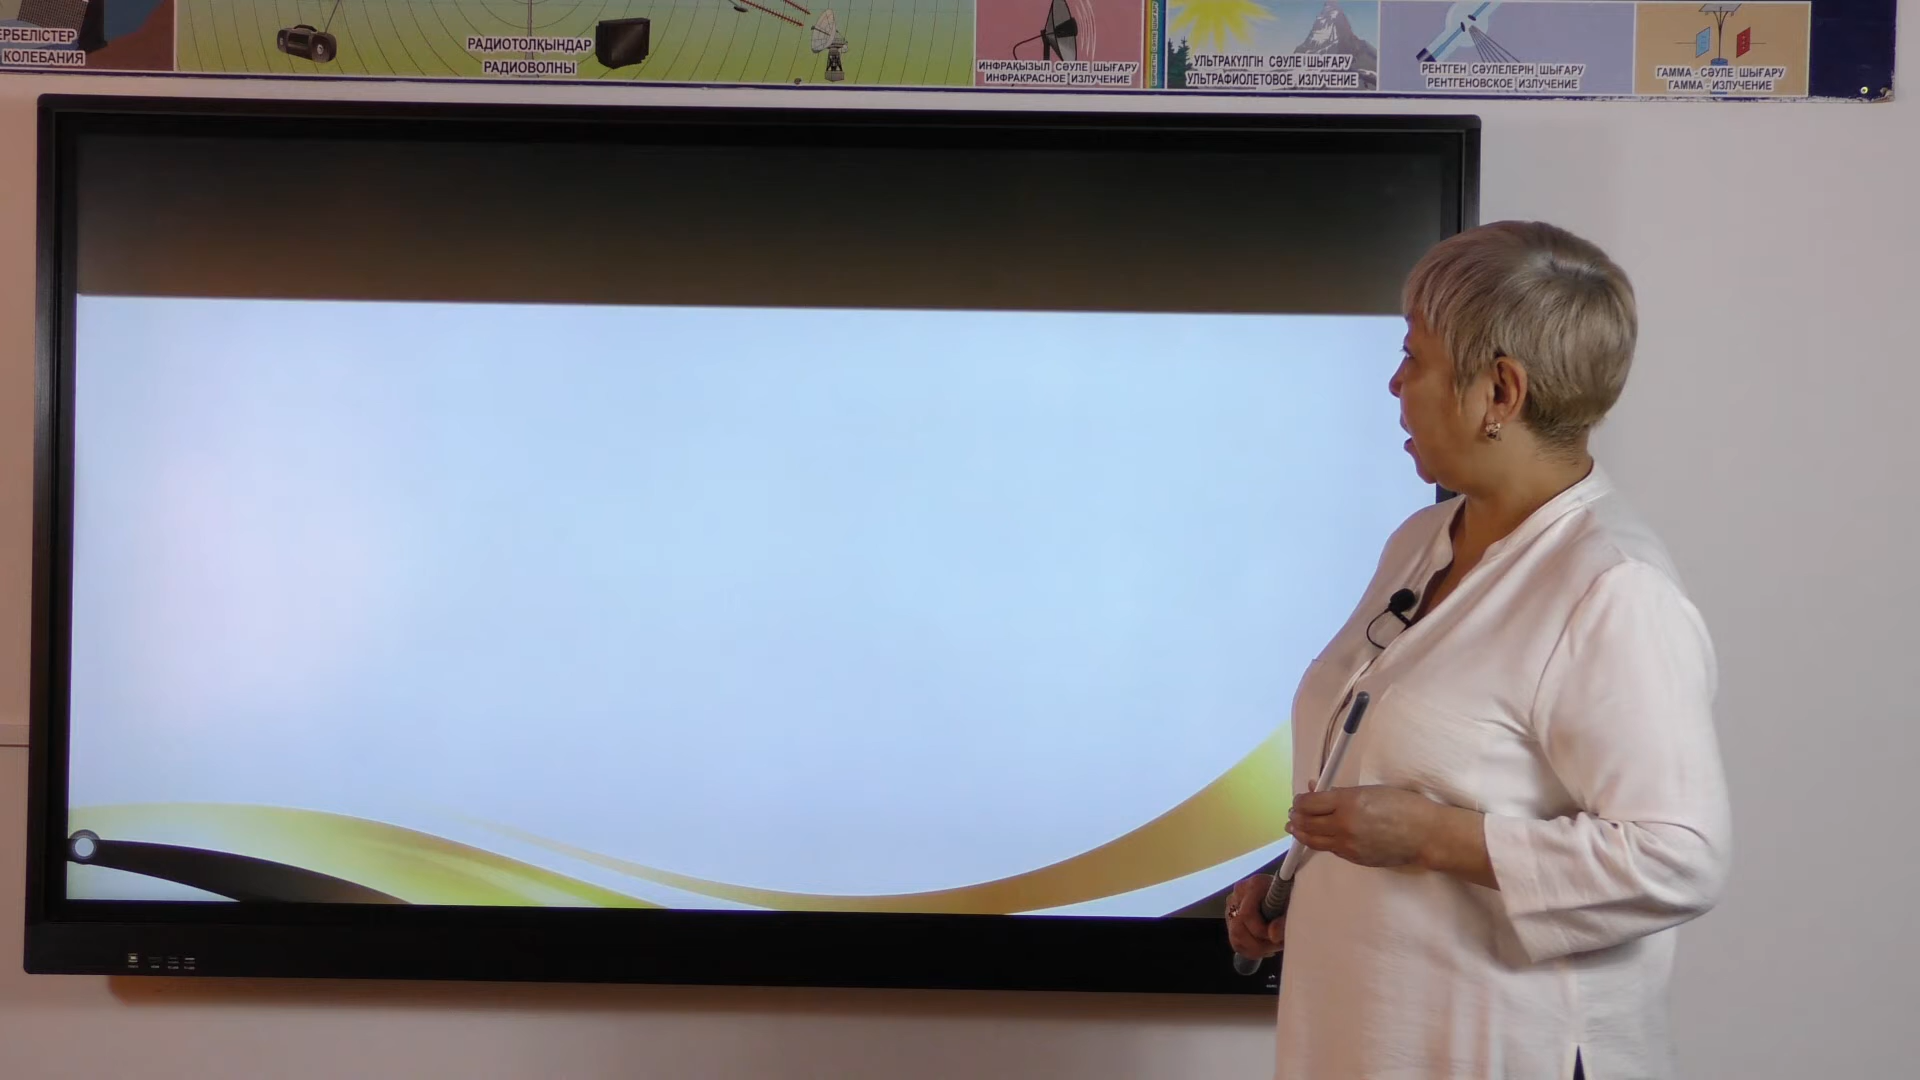 ЕРБЕЛІСТЕР
КОЛЕБАНИЯ
РАДИОТОЛҚЫНДАР
РАДИОВОЛНЫ
ИНФРАҚЫЗЫЛ СӘУЛЕ ШЫҒАРУ
ИНФРАКРАСНОЕ ИЗЛУЧЕНИЕ
УЛЬТРАКҮЛГІН СӘУЛЕ ШЫҒАРУ
УЛЬТРАФИОЛЕТОВОЕ ИЗЛУЧЕНИЕ
РЕНТГЕН СӘУЛЕЛЕРІН ШЫҒАРУ
РЕНТГЕНОВСКОЕ ИЗЛУЧЕНИЕ
ГАММА - СӘУЛЕ ШЫҒАРУ
ГАММА - ИЗЛУЧЕНИЕ